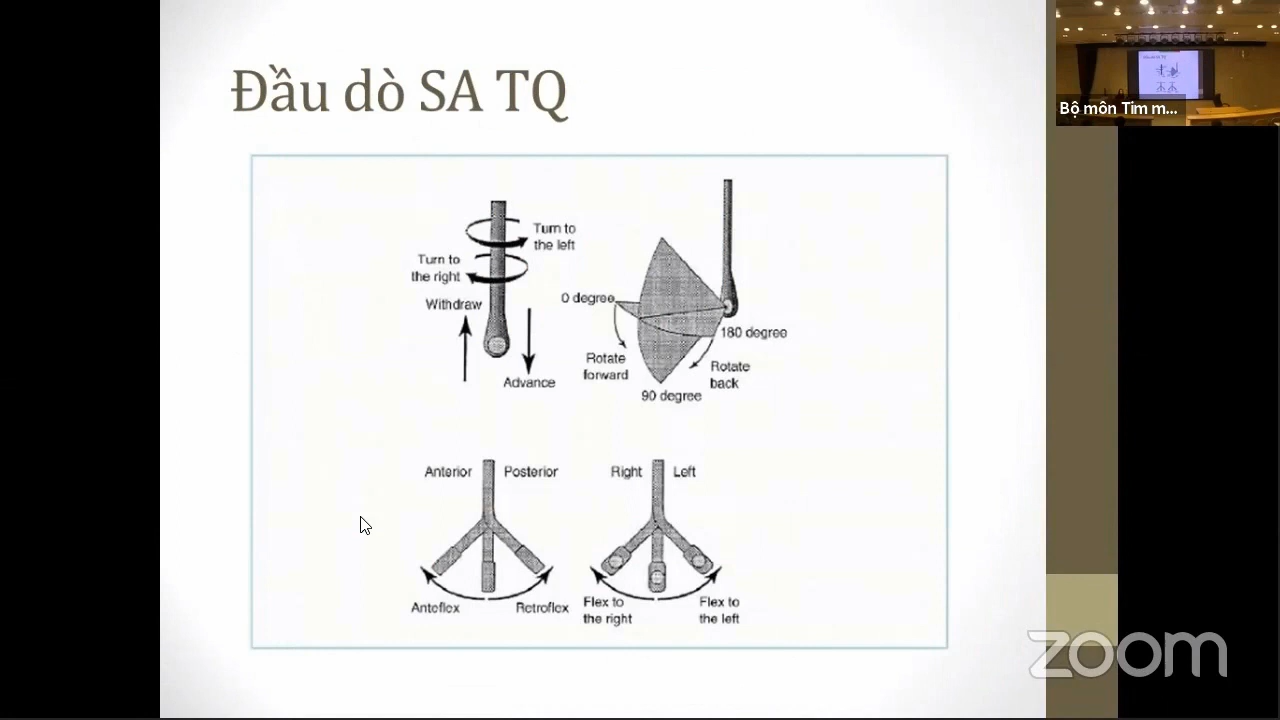 Đầu dò SA TQ
Turn to
the left
Turn to
the right
Withdraw
Advance
0 degree
180 degree
Rotate
forward
Rotate
back
90 degree
Anterior
Posterior
Anteflex
Retroflex
Right
Left
Flex to
the right
Flex to
the left
Bộ môn Tim m...
zoom